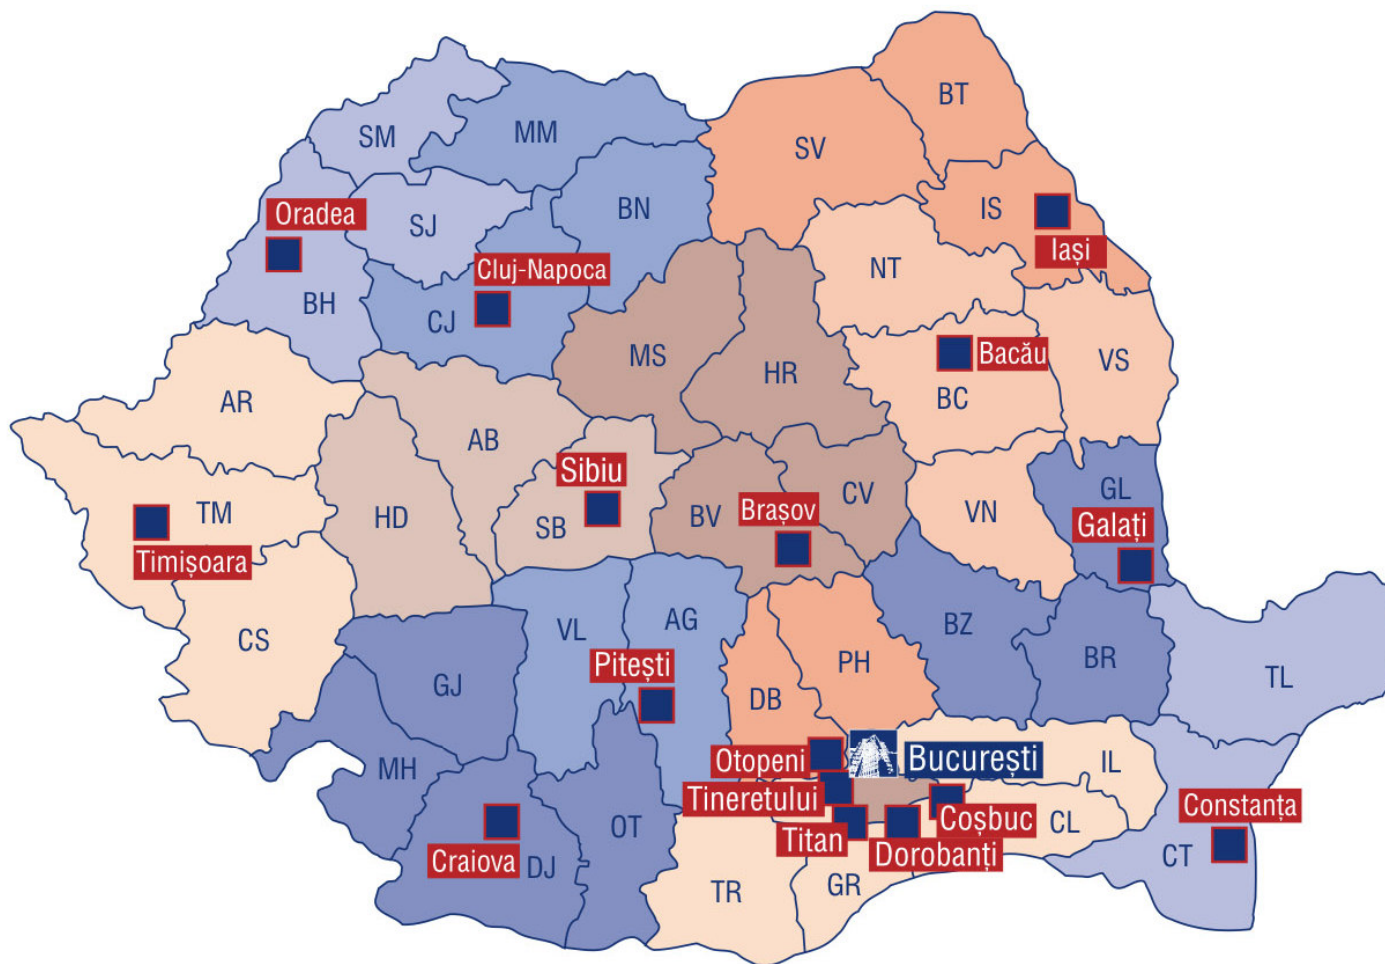 BT
SM
MM
SV
BN
IS
Oradea
SJ
Iași
NT
Cluj-Napoca
BH
CJ
MS
HR
Bacău
VS
AR
BC
AB
Sibiu
GL
CV
TM
HD
SB
BV
Brașov
VN
Galați
Timișoara
CS
VL
AG
BZ
BR
GJ
Pitești
PH
TL
DB
Otopeni
București
MH
IL
Tineretului
Constanța
OT
Titan
Coșbuc
CL
Craiova
DJ
Dorobanți
CT
TR
GR